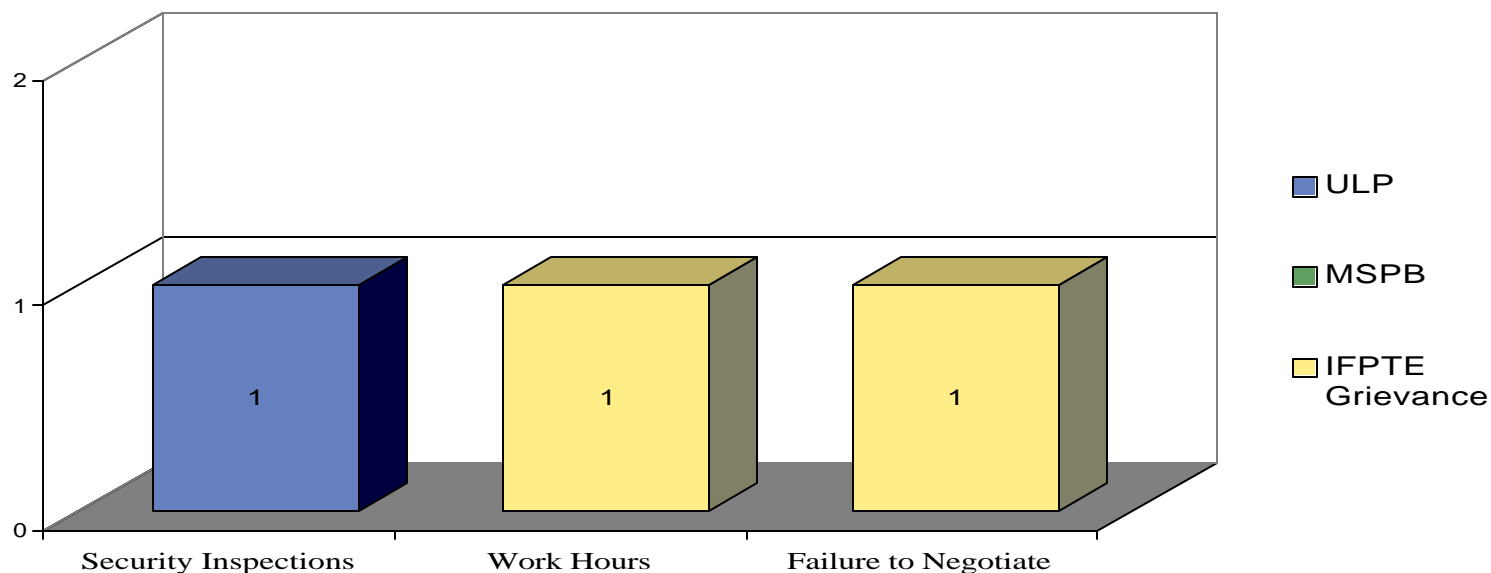 2
1
0
1
1
1
Security Inspections
Work Hours
Failure to Negotiate
ULP
MSPB
IFPTE
Grievance